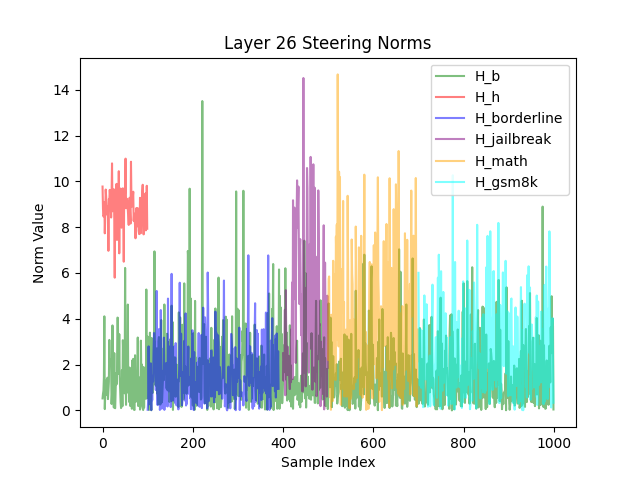 Layer 26 Steering Norms
Norm Value
14
12
10
8
6
4
2
0
H_b
H_h
H_borderline
H_jailbreak
H_math
H_gsm8k
0
200
400
600
800
1000
Sample Index